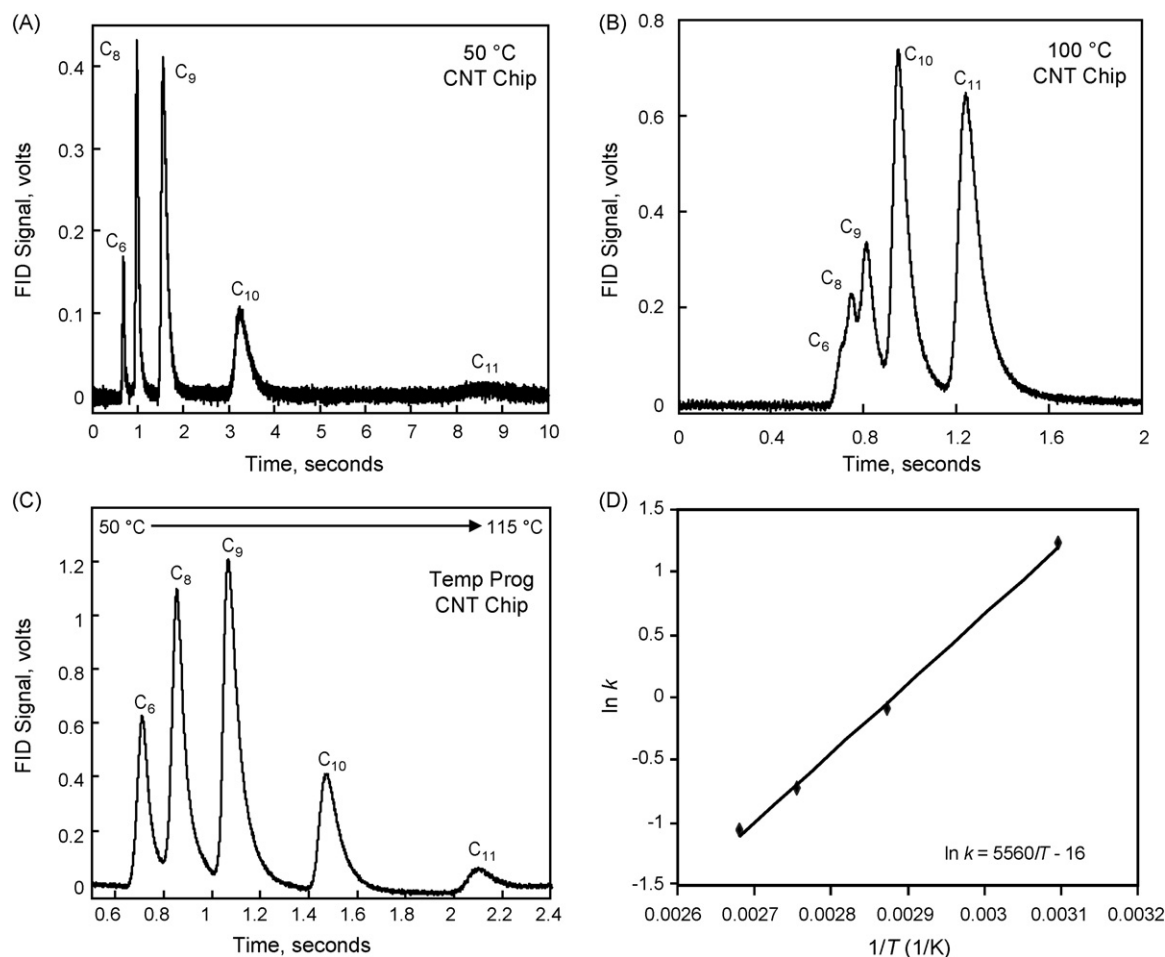 (A)
50 °C
CNT Chip
C8
C9
C6
C10
C11
0.4
0.3
0.2
0.1
0
FID Signal, volts
0 1 2 3 4 5 6 7 8 9 10
Time, seconds
(B)
100 °C
CNT Chip
C10
C11
C9
C8
C6
0.8
0.6
0.4
0.2
0
FID Signal, volts
0 0.4 0.8 1.2 1.6 2
Time, seconds
(C)
50 °C 115 °C
Temp Prog
CNT Chip
C9
C8
C6
C10
C11
1.2
1
0.8
0.6
0.4
0.2
0
FID Signal, volts
0.6 0.8 1 1.2 1.4 1.6 1.8 2 2.2 2.4
Time, seconds
(D)
1.5
1
0.5
0
-0.5
-1
-1.5
ln k
ln k = 5560/T - 16
0.0026 0.0027 0.0028 0.0029 0.003 0.0031 0.0032
1/T (1/K)